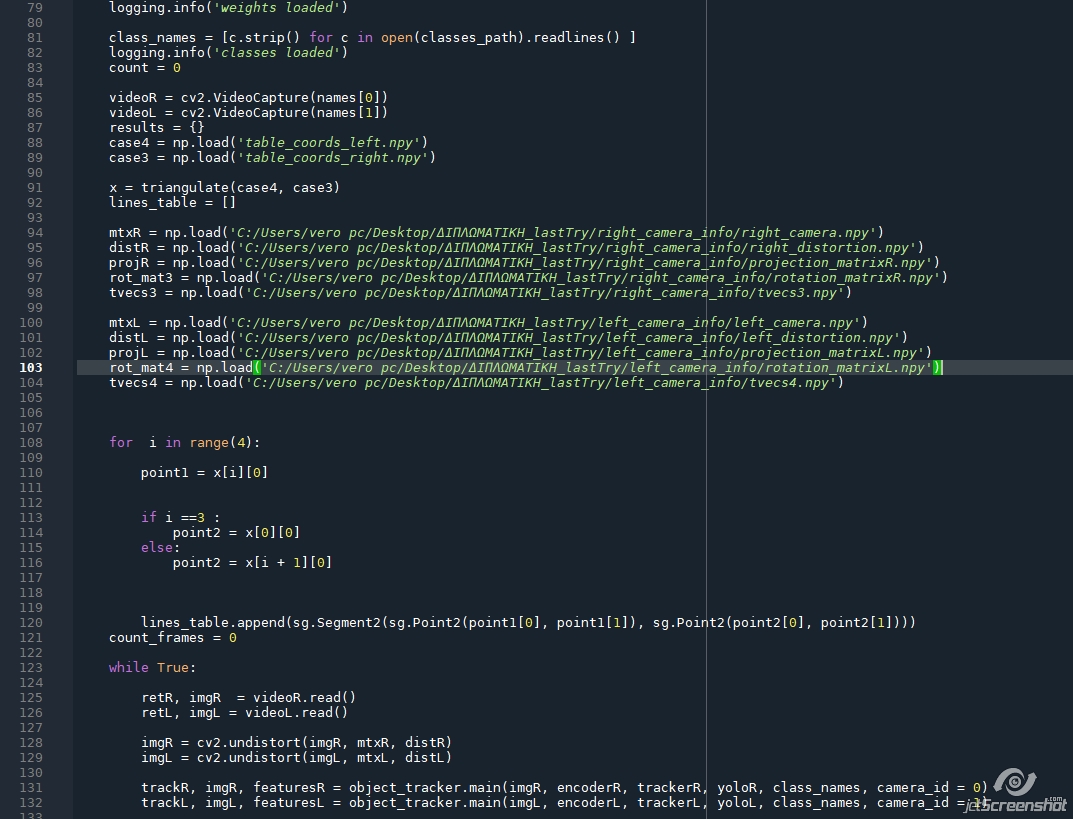 79 logging.info('weights loaded')
80
81 class_names = [c.strip() for c in open(classes_path).readlines() ]
82 logging.info('classes loaded')
83 count = 0
84
85 videoR = cv2.VideoCapture(names[0])
86 videoL = cv2.VideoCapture(names[1])
87 results = {}
88 case4 = np.load('table_coords_left.npy')
89 case3 = np.load('table_coords_right.npy')
90
91 x = triangulate(case4, case3)
92 lines_table = []
93
94 mtxR = np.load('C:/Users/vero pc/Desktop/ΔΙΠΛΩΜΑΤΙΚΗ_lastTry/right_camera_info/right_camera.npy')
95 distR = np.load('C:/Users/vero pc/Desktop/ΔΙΠΛΩΜΑΤΙΚΗ_lastTry/right_camera_info/right_distortion.npy')
96 projR = np.load('C:/Users/vero pc/Desktop/ΔΙΠΛΩΜΑΤΙΚΗ_lastTry/right_camera_info/projection_matrixR.npy')
97 rot_mat3 = np.load('C:/Users/vero pc/Desktop/ΔΙΠΛΩΜΑΤΙΚΗ_lastTry/right_camera_info/rotation_matrixR.npy')
98 tvecs3 = np.load('C:/Users/vero pc/Desktop/ΔΙΠΛΩΜΑΤΙΚΗ_lastTry/right_camera_info/tvecs3.npy')
99
100 mtxL = np.load('C:/Users/vero pc/Desktop/ΔΙΠΛΩΜΑΤΙΚΗ_lastTry/left_camera_info/left_camera.npy')
101 distL = np.load('C:/Users/vero pc/Desktop/ΔΙΠΛΩΜΑΤΙΚΗ_lastTry/left_camera_info/left_distortion.npy')
102 projL = np.load('C:/Users/vero pc/Desktop/ΔΙΠΛΩΜΑΤΙΚΗ_lastTry/left_camera_info/projection_matrixL.npy')
103 rot_mat4 = np.load('C:/Users/vero pc/Desktop/ΔΙΠΛΩΜΑΤΙΚΗ_lastTry/left_camera_info/rotation_matrixL.npy')
104 tvecs4 = np.load('C:/Users/vero pc/Desktop/ΔΙΠΛΩΜΑΤΙΚΗ_lastTry/left_camera_info/tvecs4.npy')
105
106
107
108 for  i in range(4):
109
110 point1 = x[i][0]
111
112
113 if i ==3 :
114 point2 = x[0][0]
115 else:
116 point2 = x[i + 1][0]
117
118
119
120 lines_table.append(sg.Segment2(sg.Point2(point1[0], point1[1]), sg.Point2(point2[0], point2[1])))
121 count_frames = 0
122
123 while True:
124
125 retR, imgR  = videoR.read()
126 retL, imgL = videoL.read()
127
128 imgR = cv2.undistort(imgR, mtxR, distR)
129 imgL = cv2.undistort(imgL, mtxL, distL)
130
131 trackR, imgR, featuresR = object_tracker.main(imgR, encoderR, trackerR, yoloR, class_names, camera_id = 0)
132 trackL, imgL, featuresL = object_tracker.main(imgL, encoderL, trackerL, yoloL, class_names, camera_id = 1)
133
jetScreenshot.com